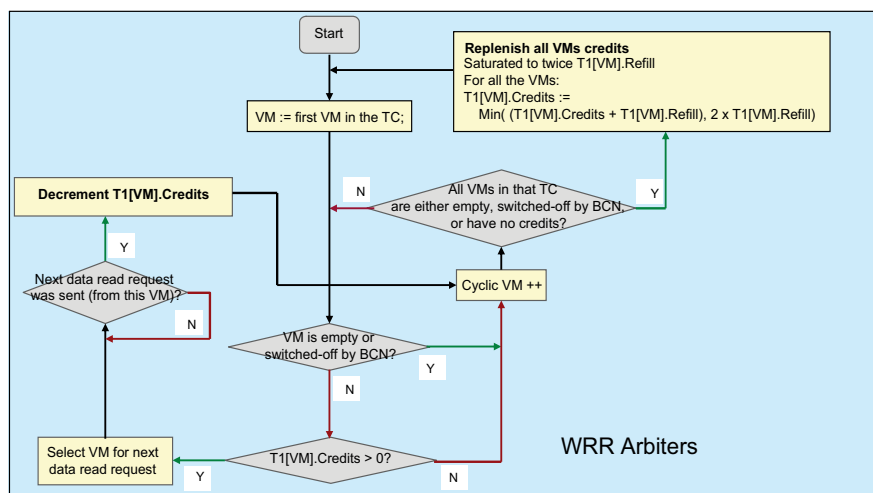 Start
Replenish all VMs credits
Saturated to twice T1[VM].Refill
For all the VMs:
T1[VM].Credits :=
Min( (T1[VM].Credits + T1[VM].Refill), 2 x T1[VM].Refill)
VM := first VM in the TC;
N
All VMs in that TC
are either empty, switched-off by BCN,
or have no credits?
Y
Decrement T1[VM].Credits
Y
Next data read request
was sent (from this VM)?
N
Cyclic VM ++
VM is empty or
switched-off by BCN?
Y
N
Select VM for next
data read request
Y
T1[VM].Credits > 0?
N
WRR Arbiters